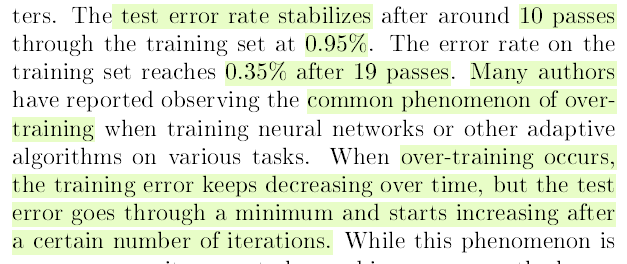 ters. The test error rate stabilizes after around 10 passes
through the training set at 0.95%. The error rate on the
training set reaches 0.35% after 19 passes. Many authors
have reported observing the common phenomenon of over-
training when training neural networks or other adaptive
algorithms on various tasks. When over-training occurs,
the training error keeps decreasing over time, but the test
error goes through a minimum and starts increasing after
a certain number of iterations. While this phenomenon is